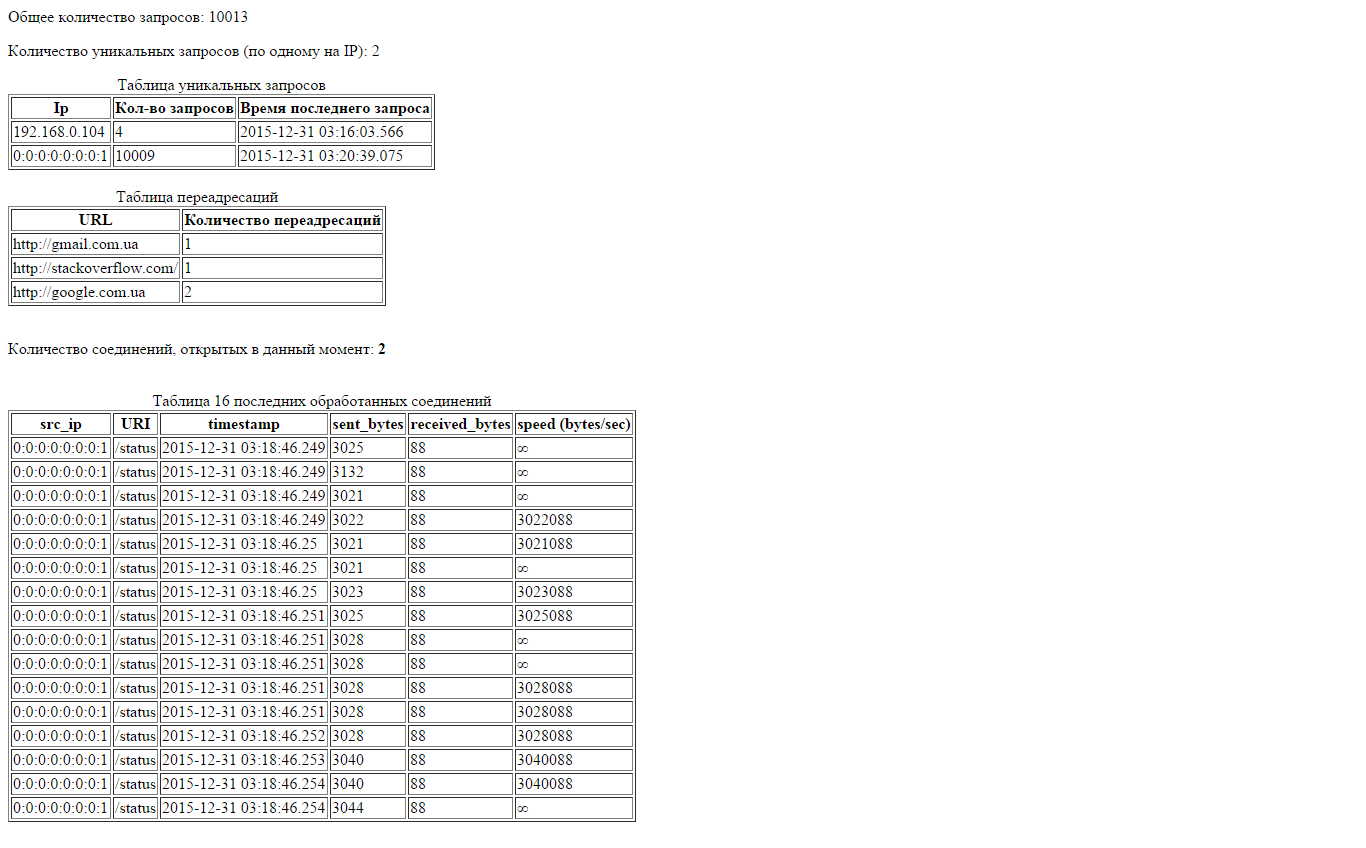 Общее количество запросов: 10013
Количество уникальных запросов (по одному на IP): 2
Таблица уникальных запросов
Ip Кол-во запросов Время последнего запроса
192.168.0.104 4 2015-12-31 03:16:03.566
0:0:0:0:0:0:0:1 10009 2015-12-31 03:20:39.075
Таблица переадресаций
URL Количество переадресаций
http://gmail.com.ua 1
http://stackoverflow.com/ 1
http://google.com.ua 2
Количество соединений, открытых в данный момент: 2
Таблица 16 последних обработанных соединений
src_ip URI timestamp sent_bytes received_bytes speed (bytes/sec)
0:0:0:0:0:0:0:1 /status 2015-12-31 03:18:46.249 3025 88 ∞
0:0:0:0:0:0:0:1 /status 2015-12-31 03:18:46.249 3132 88 ∞
0:0:0:0:0:0:0:1 /status 2015-12-31 03:18:46.249 3021 88 ∞
0:0:0:0:0:0:0:1 /status 2015-12-31 03:18:46.249 3022 88 3022088
0:0:0:0:0:0:0:1 /status 2015-12-31 03:18:46.25 3021 88 3021088
0:0:0:0:0:0:0:1 /status 2015-12-31 03:18:46.25 3021 88 ∞
0:0:0:0:0:0:0:1 /status 2015-12-31 03:18:46.25 3023 88 3023088
0:0:0:0:0:0:0:1 /status 2015-12-31 03:18:46.251 3025 88 3025088
0:0:0:0:0:0:0:1 /status 2015-12-31 03:18:46.251 3028 88 ∞
0:0:0:0:0:0:0:1 /status 2015-12-31 03:18:46.251 3028 88 ∞
0:0:0:0:0:0:0:1 /status 2015-12-31 03:18:46.251 3028 88 3028088
0:0:0:0:0:0:0:1 /status 2015-12-31 03:18:46.251 3028 88 3028088
0:0:0:0:0:0:0:1 /status 2015-12-31 03:18:46.252 3028 88 3028088
0:0:0:0:0:0:0:1 /status 2015-12-31 03:18:46.253 3040 88 3040088
0:0:0:0:0:0:0:1 /status 2015-12-31 03:18:46.254 3040 88 3040088
0:0:0:0:0:0:0:1 /status 2015-12-31 03:18:46.254 3044 88 ∞